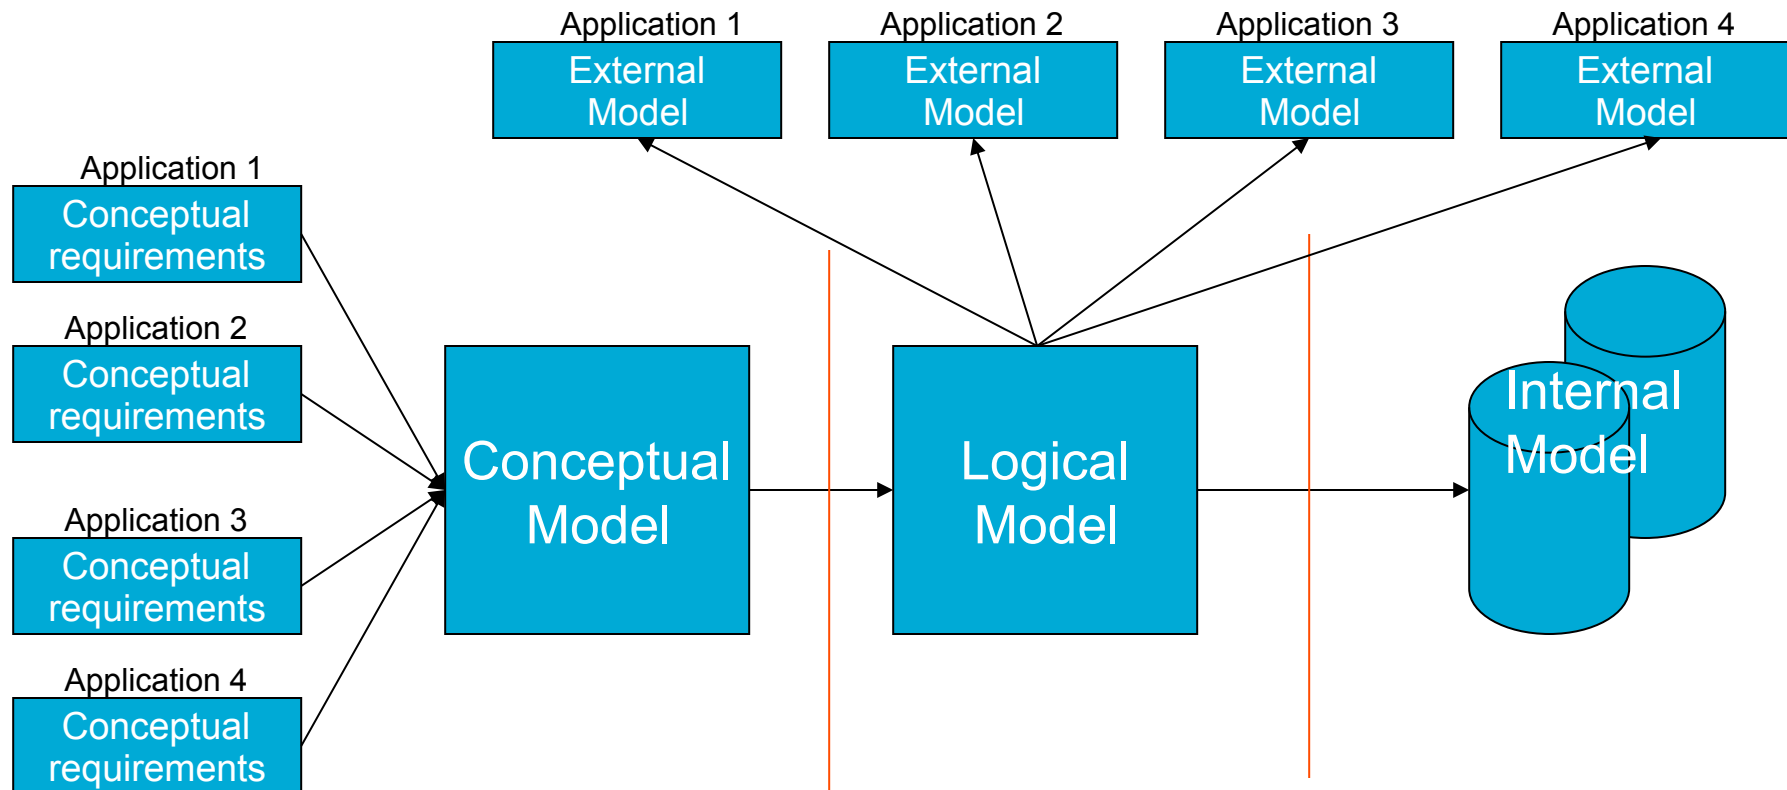 Application 1
External
Model
Application 2
External
Model
Application 3
External
Model
Application 4
External
Model
Application 1
Conceptual
requirements
Application 2
Conceptual
requirements
Application 3
Conceptual
requirements
Application 4
Conceptual
requirements
Conceptual
Model
Logical
Model
Internal
Model